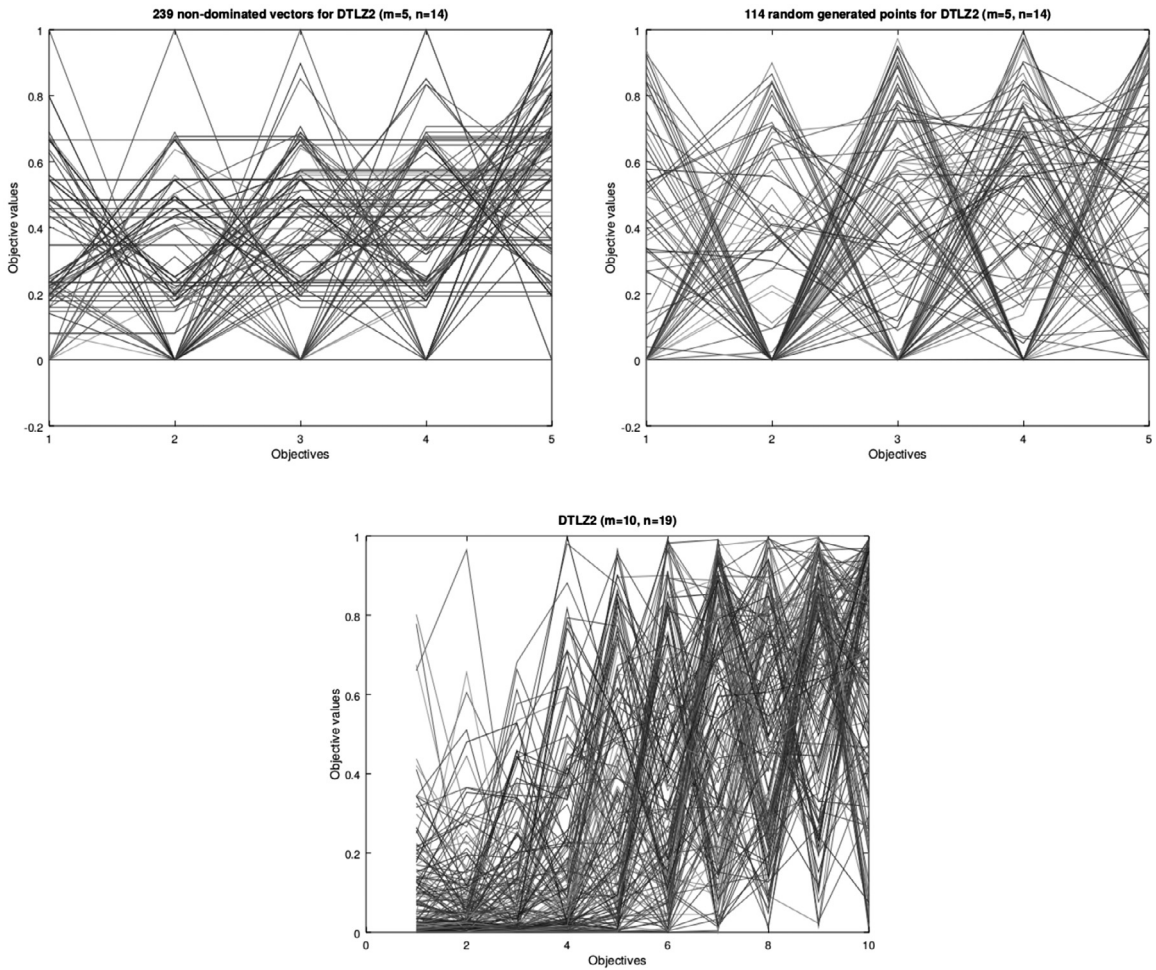 239 non-dominated vectors for DTLZ2 (m=5, n=14)
1
0.8
0.6
0.4
0.2
0
-0.2
Objective values
1 2 3 4 5
Objectives
114 random generated points for DTLZ2 (m=5, n=14)
1
0.8
0.6
0.4
0.2
0
-0.2
Objective values
1 2 3 4 5
Objectives
DTLZ2 (m=10, n=19)
1
0.8
0.6
0.4
0.2
0
Objective values
0 2 4 6 8 10
Objectives